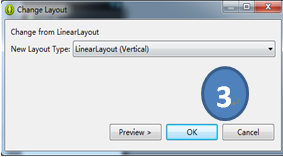 Change Layout
Change from LinearLayout
New Layout Type: LinearLayout (Vertical)
3
Preview > OK Cancel